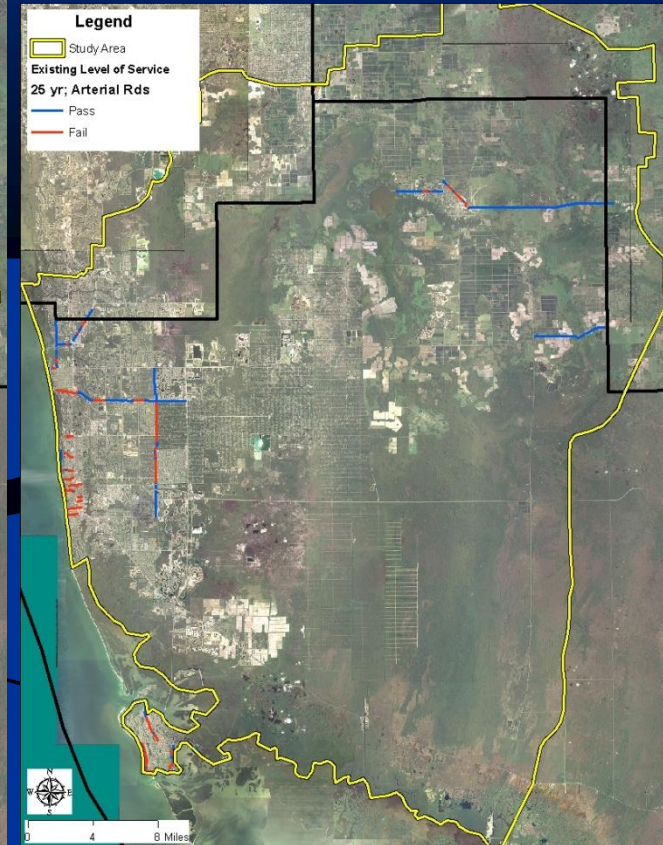 Legend
Study Area
Existing Level of Service
25 yr; Arterial Rds
Pass
Fail
N
W E
S
0 4 8 Miles